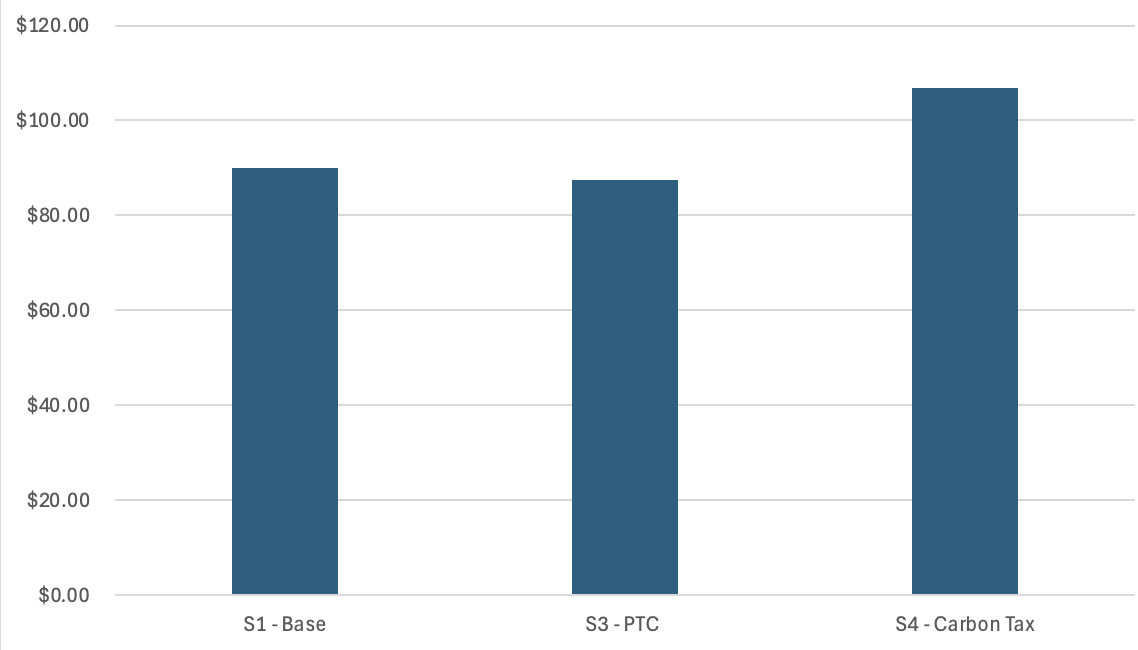 $120.00
$100.00
$80.00
$60.00
$40.00
$20.00
$0.00
S1 - Base
S3 - PTC
S4 - Carbon Tax